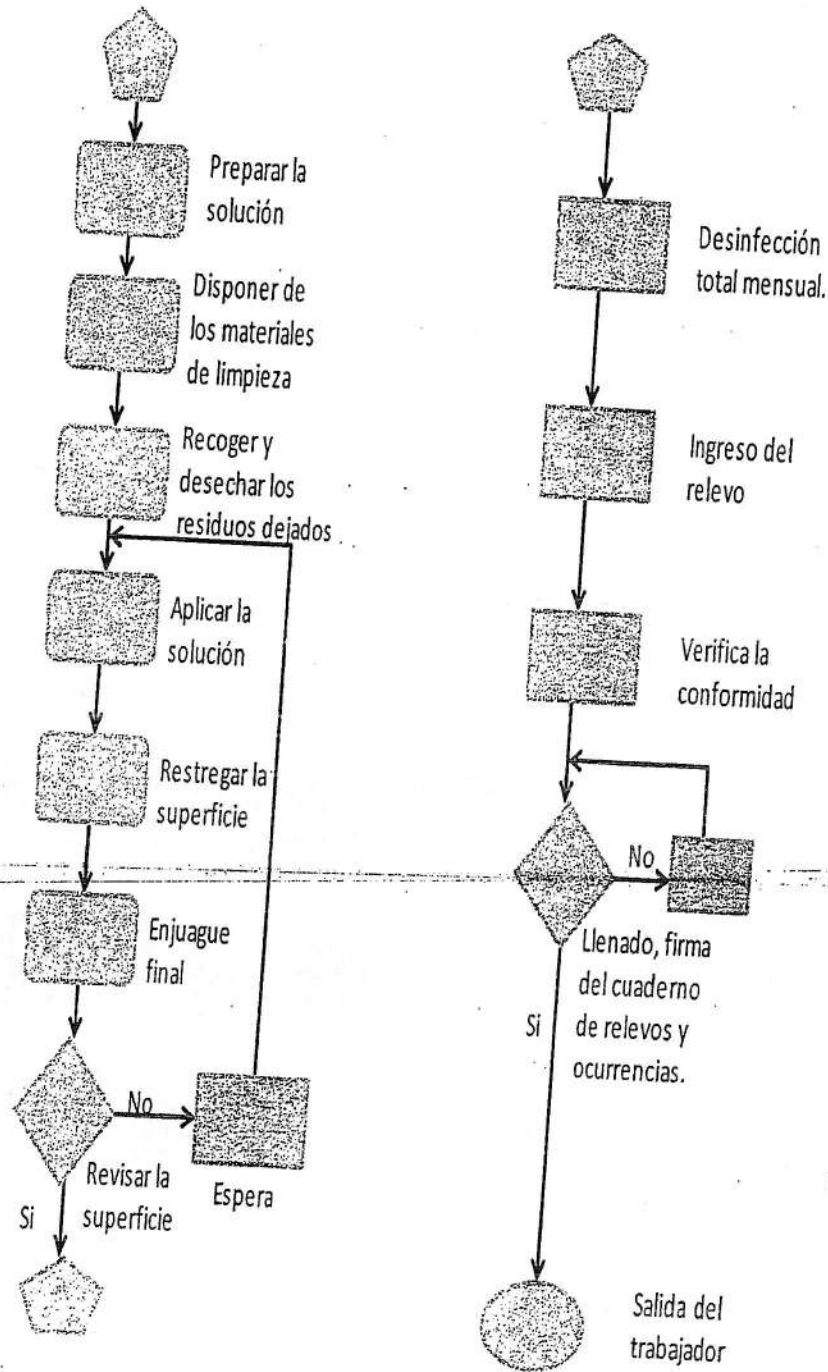 Preparar la
solución
Disponer de
los materiales
de limpieza
Recoger y
desechar los
residuos dejados
Aplicar la
solución
Restregar la
superficie
Enjuague
final
No
Revisar la
superficie
Si
Espera
Desinfección
total mensual.
Ingreso del
relevo
Verifica la
conformidad
No
Llenado, firma
del cuaderno
de relevos y
ocurrencias.
Si
Salida del
trabajador